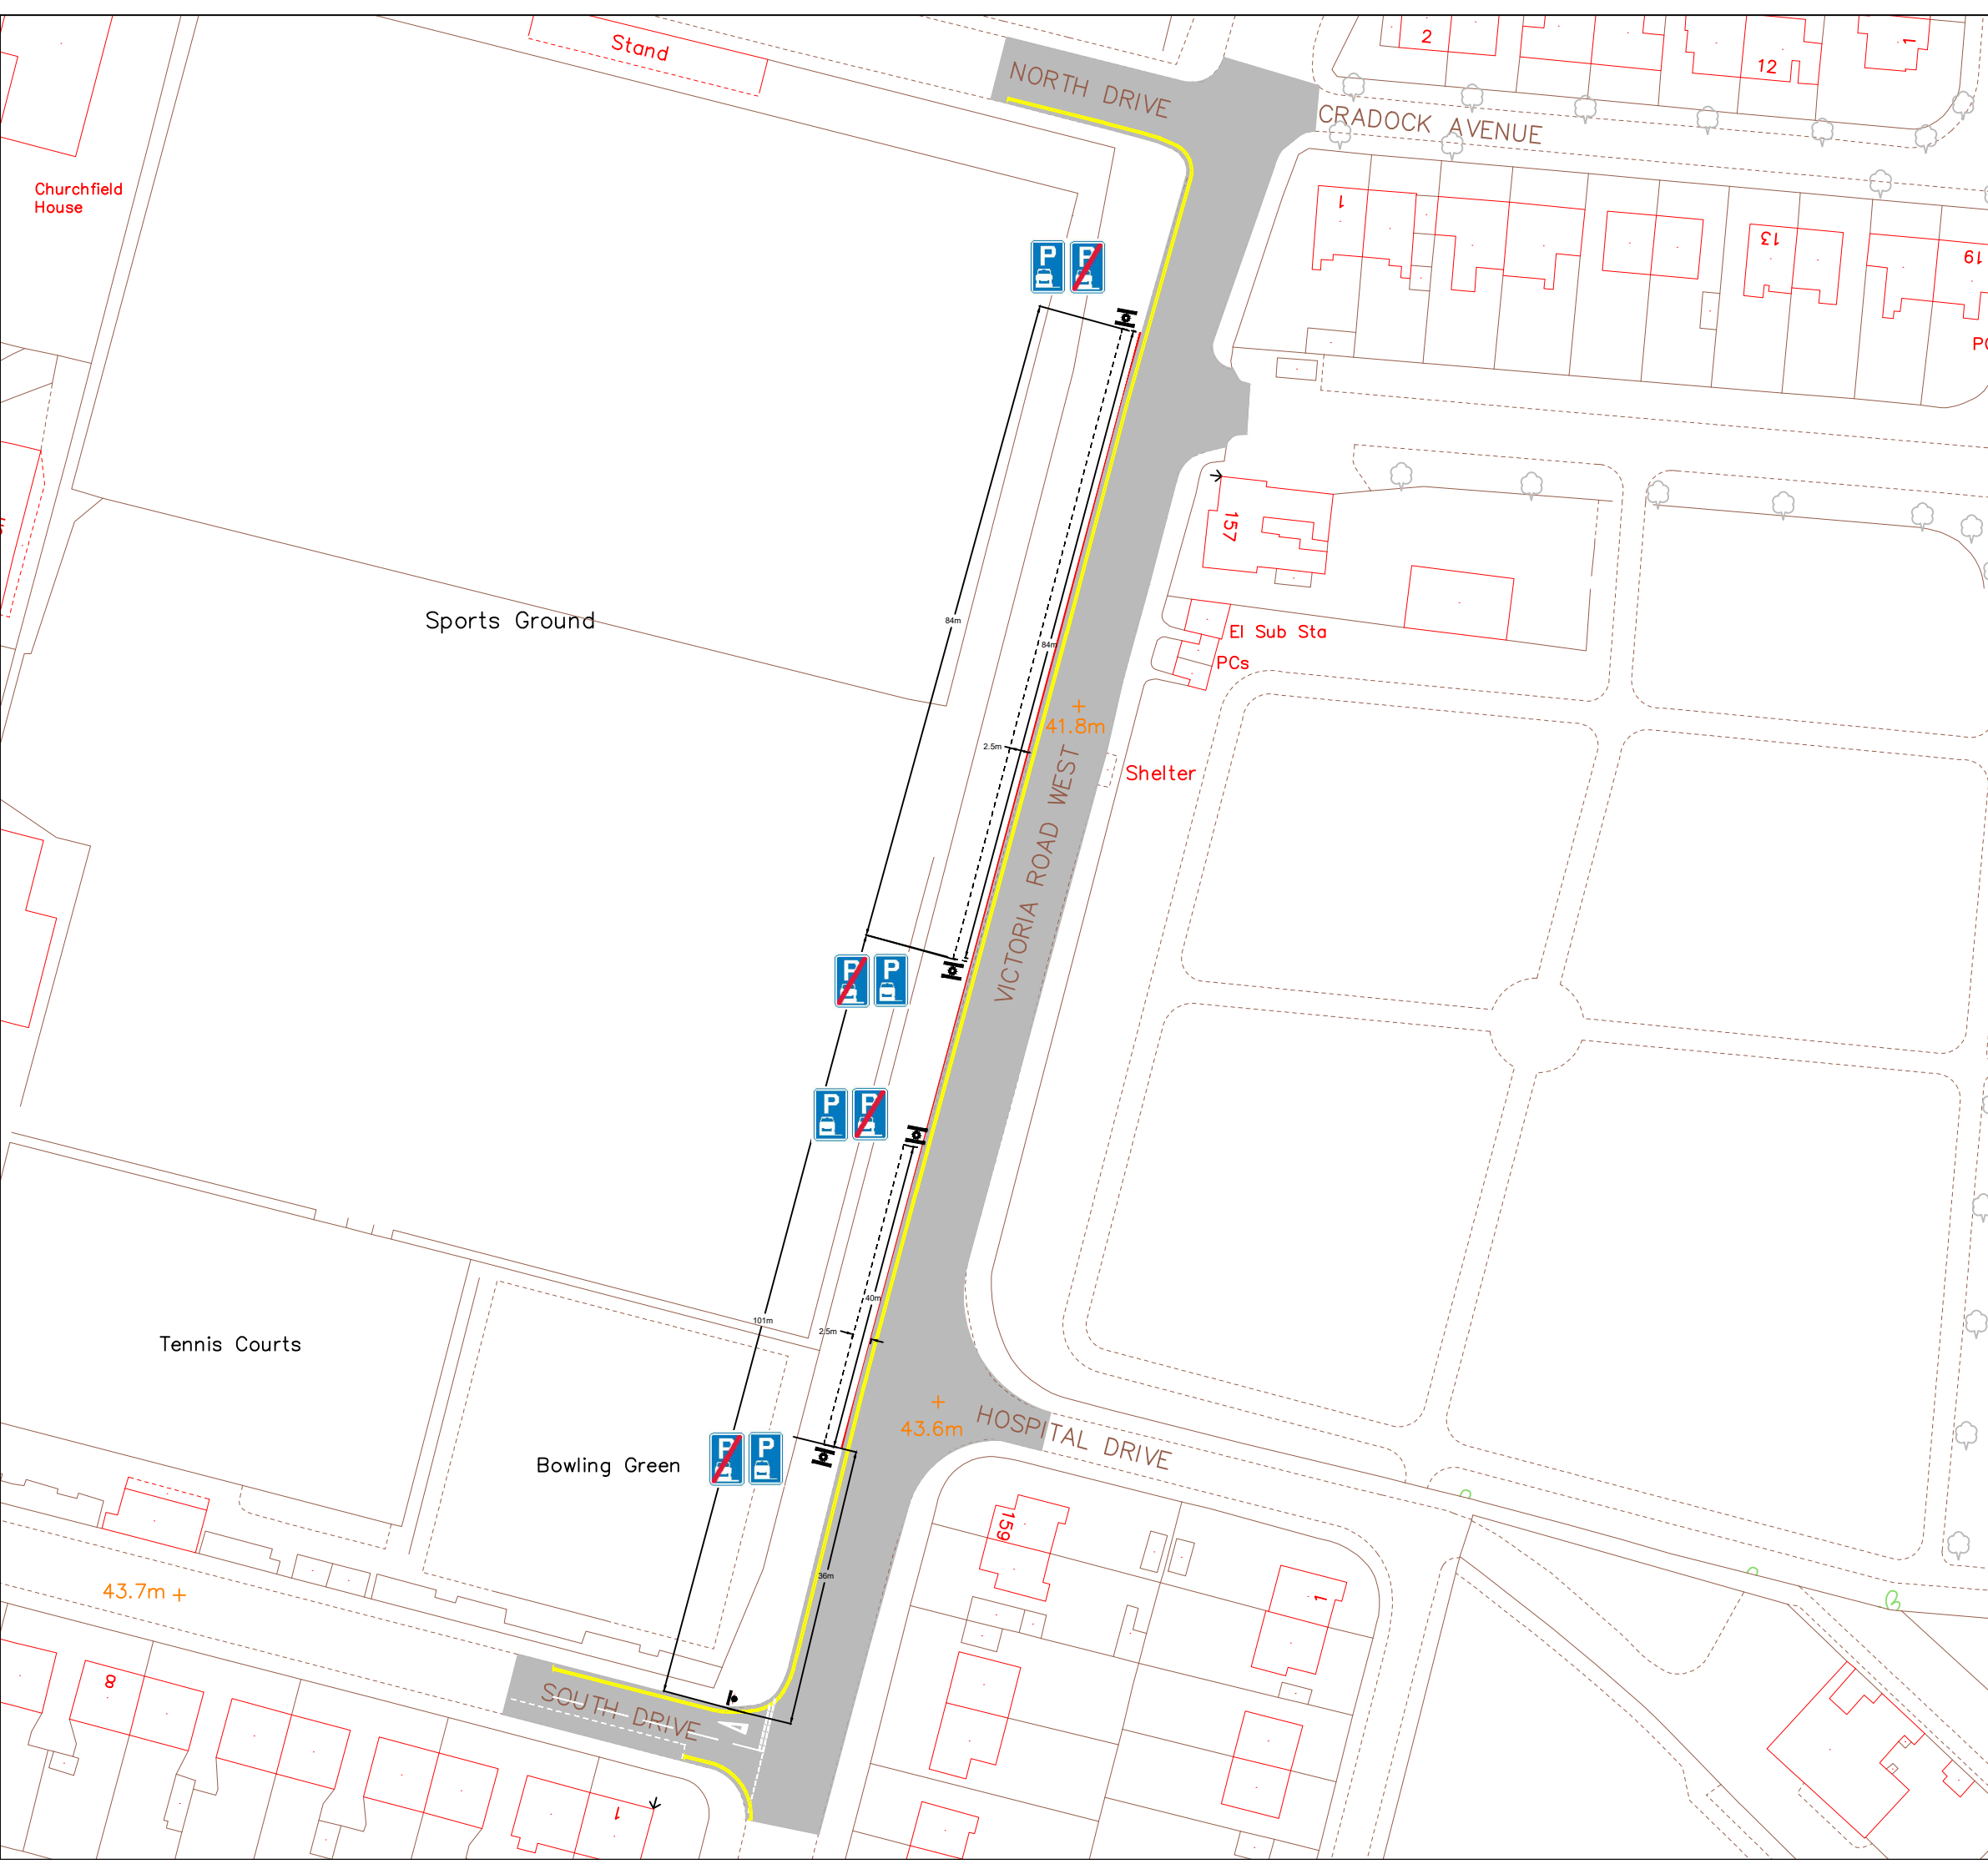 Stand
NORTH DRIVE
2
12
1
CRADOCK AVENUE
Churchfield
House
1
13
19
P
P
157
Sports Ground
84m
84m
El Sub Sta
PCs
41.8m
2.5m
Shelter
VICTORIA ROAD WEST
P
P
P
P
40m
101m
2.5m
Tennis Courts
43.6m
HOSPITAL DRIVE
P
P
Bowling Green
159
36m
43.7m
1
8
SOUTH DRIVE
1